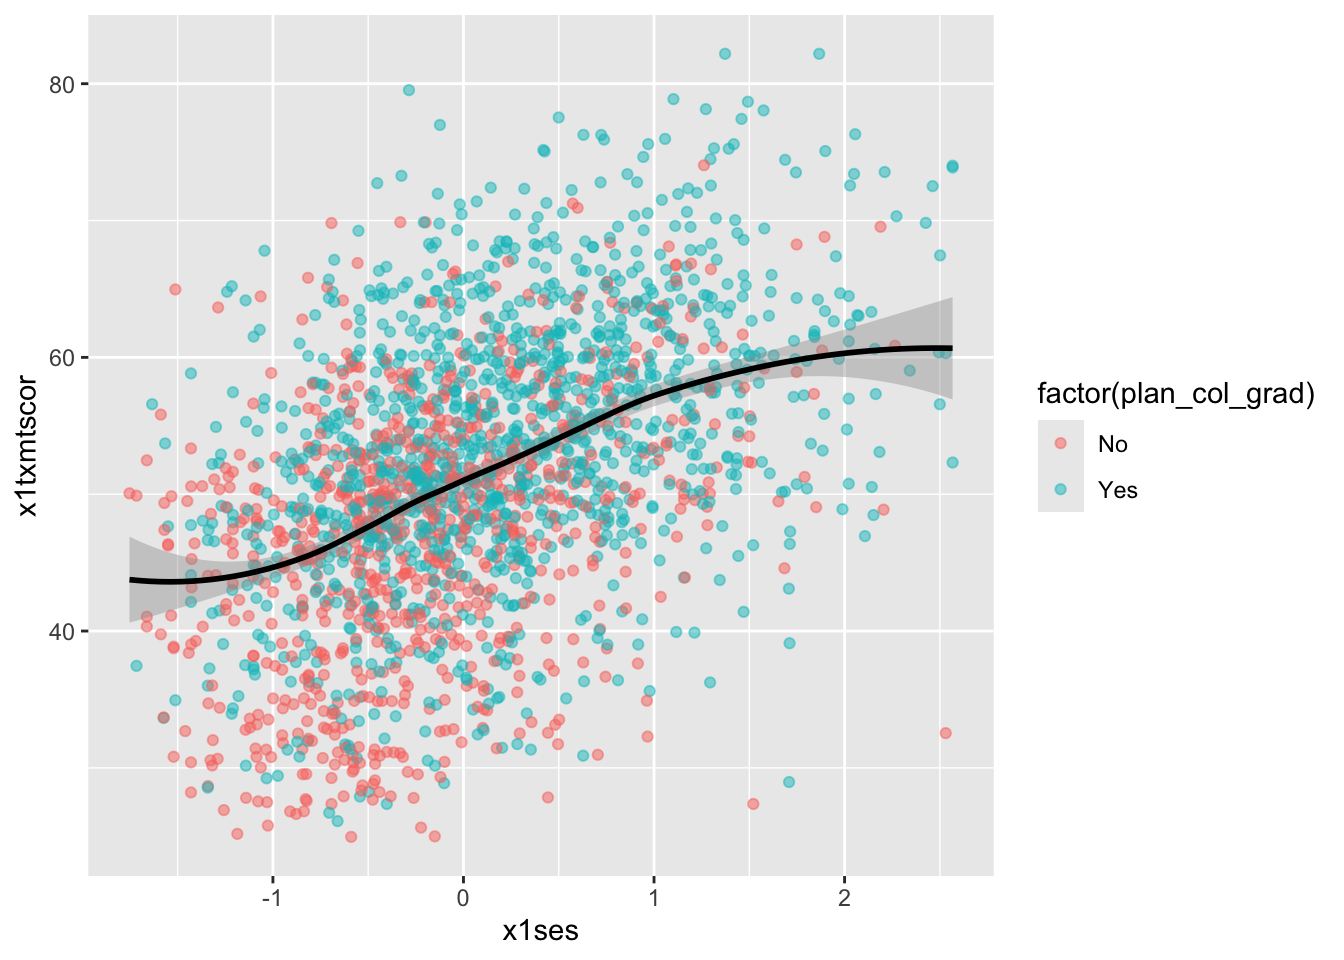 80
60
40
x1txmtscor
-1
0
1
2
x1ses
factor(plan_col_grad)
No
Yes